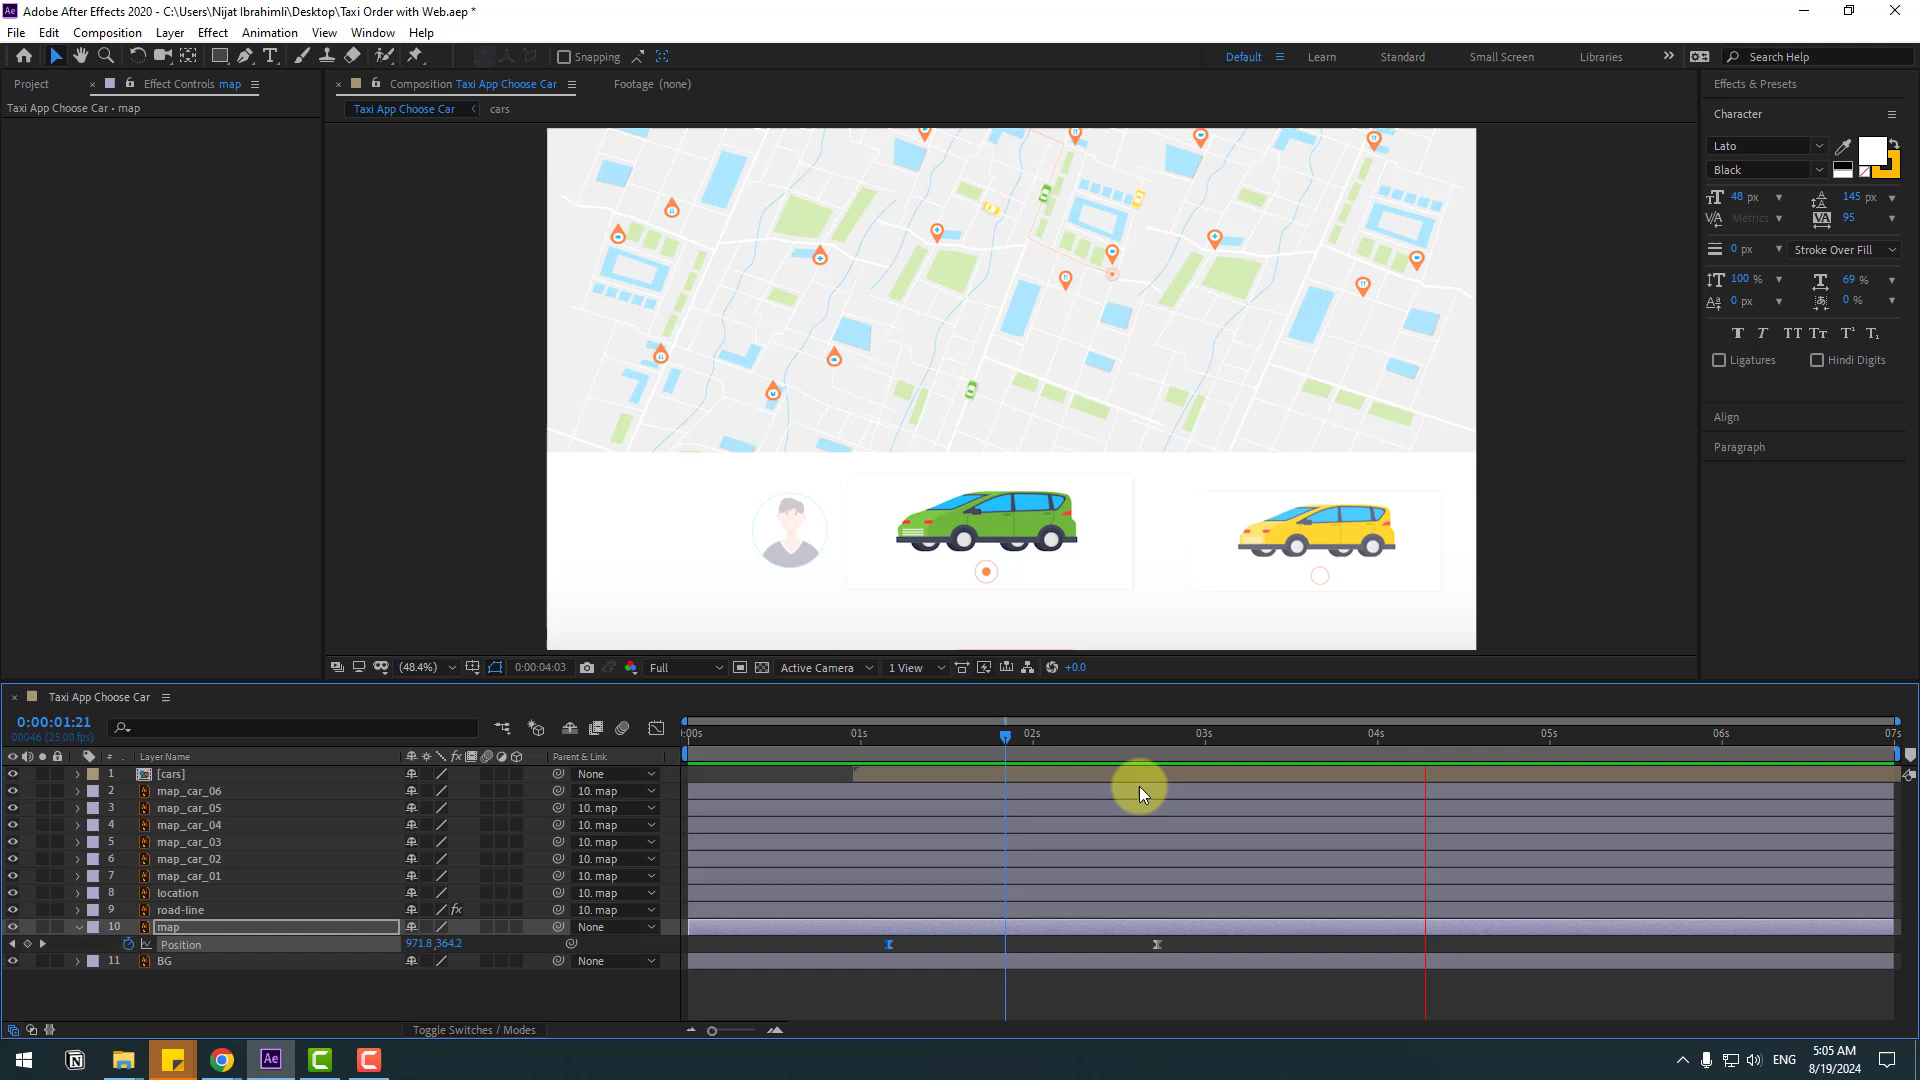 Adobe After Effects 2020 - C:\Users\Nijat Ibrahimli\Desktop\Taxi Order with Web.aep *
File Edit Composition Layer Effect Animation View Window Help
Snapping
Default Learn Standard Small Screen Libraries Search Help
Project Effect Controls map
Composition Taxi App Choose Car Footage (none)
Taxi App Choose Car • map
Taxi App Choose Car cars
Effects & Presets
Character
Lato
Black
48 px 145 px
Metrics 95
0 px Stroke Over Fill
100 % 69 %
0 px 0 %
Ligatures Hindi Digits
Align
Paragraph
(48.4%) 0:00:04:03 Full Active Camera 1 View +0.0
Taxi App Choose Car
0:00:01:21
00046 (25.00 fps)
:00s 01s 02s 03s 04s 05s 06s 07s
# Layer Name Parent & Link
1 [cars] None
2 map_car_06 10. map
3 map_car_05 10. map
4 map_car_04 10. map
5 map_car_03 10. map
6 map_car_02 10. map
7 map_car_01 10. map
8 location 10. map
9 road-line fx 10. map
10 map None
Position 971.8,364.2
11 BG None
Toggle Switches / Modes
ENG 5:05 AM
8/19/2024